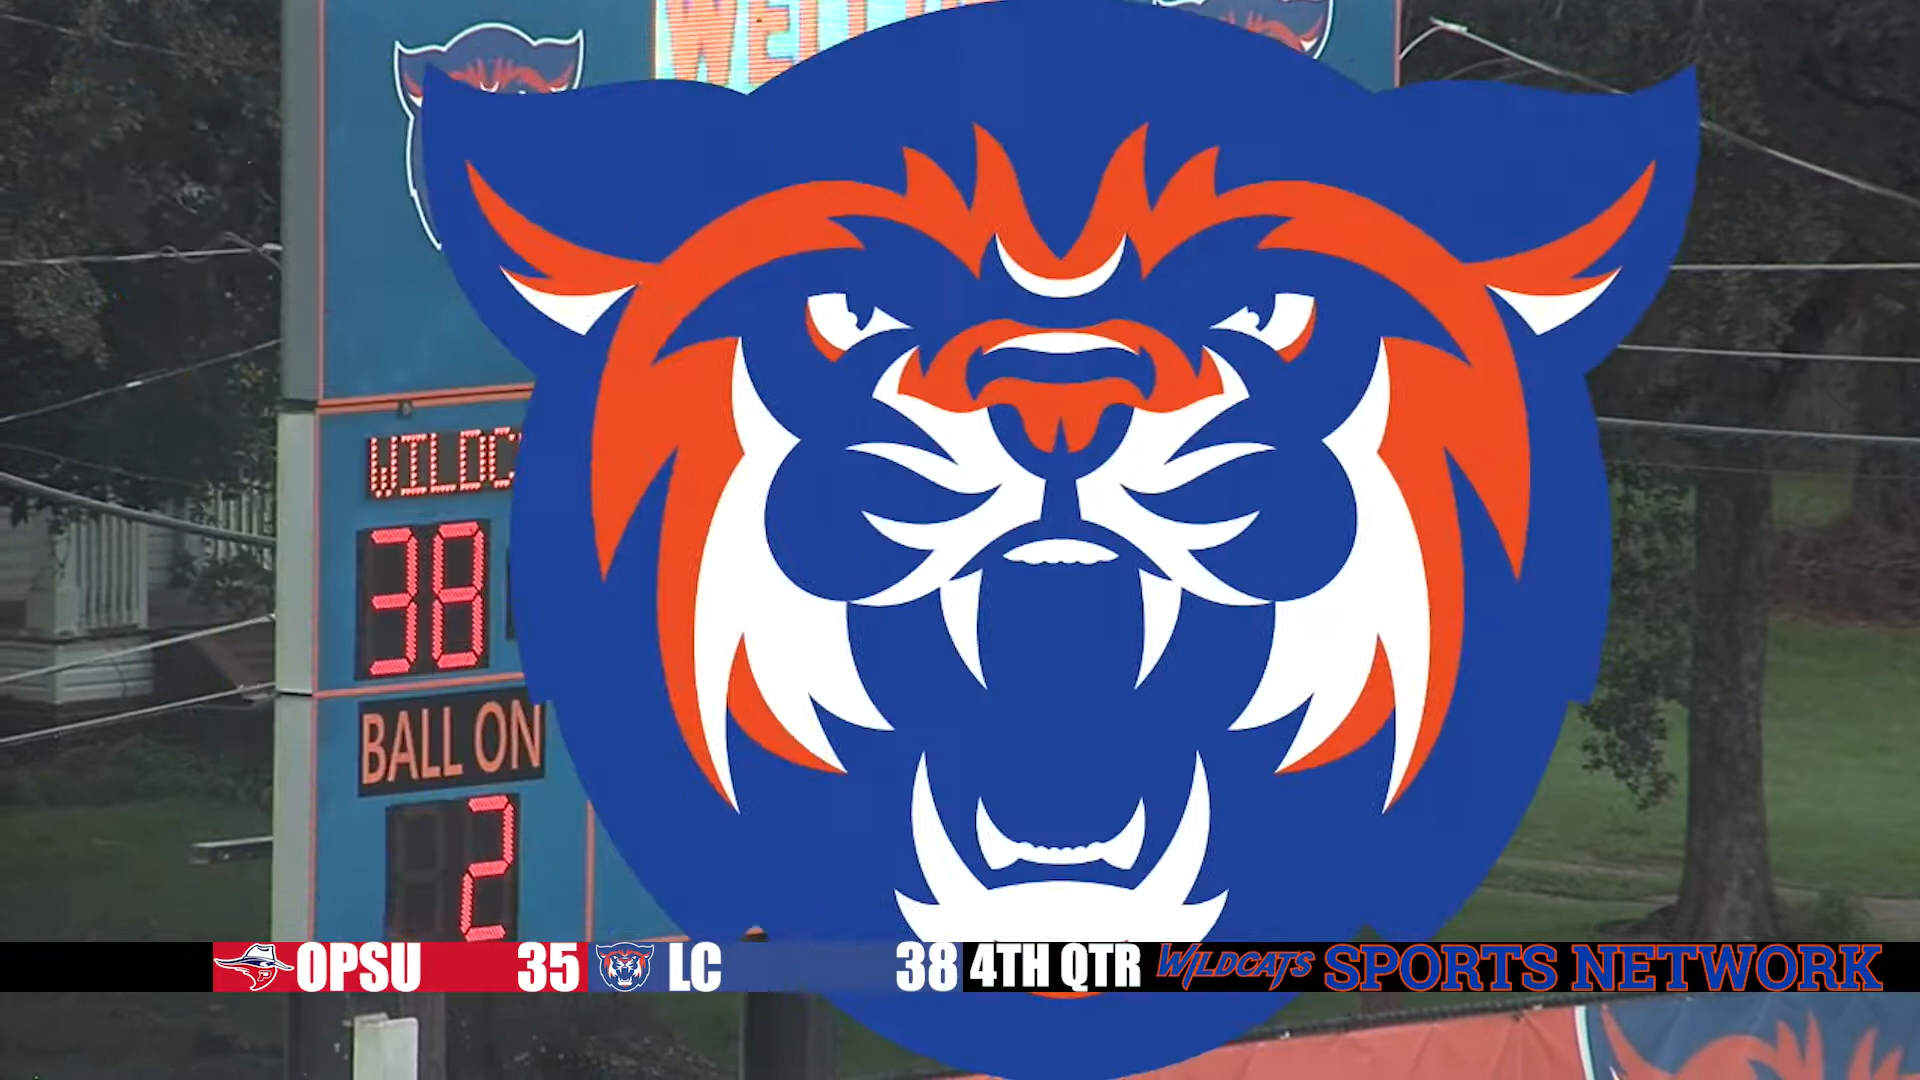 WILDC
38
BALL ON
2
OPSU 35 LC 38 4TH QTR WILDCATS SPORTS NETWORK